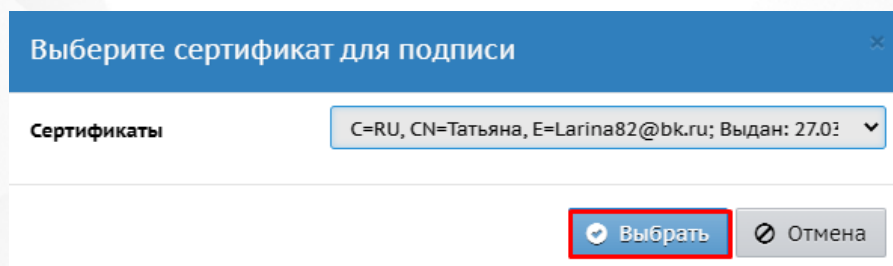 Выберите сертификат для подписи
×
Сертификаты C=RU, CN=Татьяна, E=Larina82@bk.ru; Выдан: 27.03
Выбрать Отмена